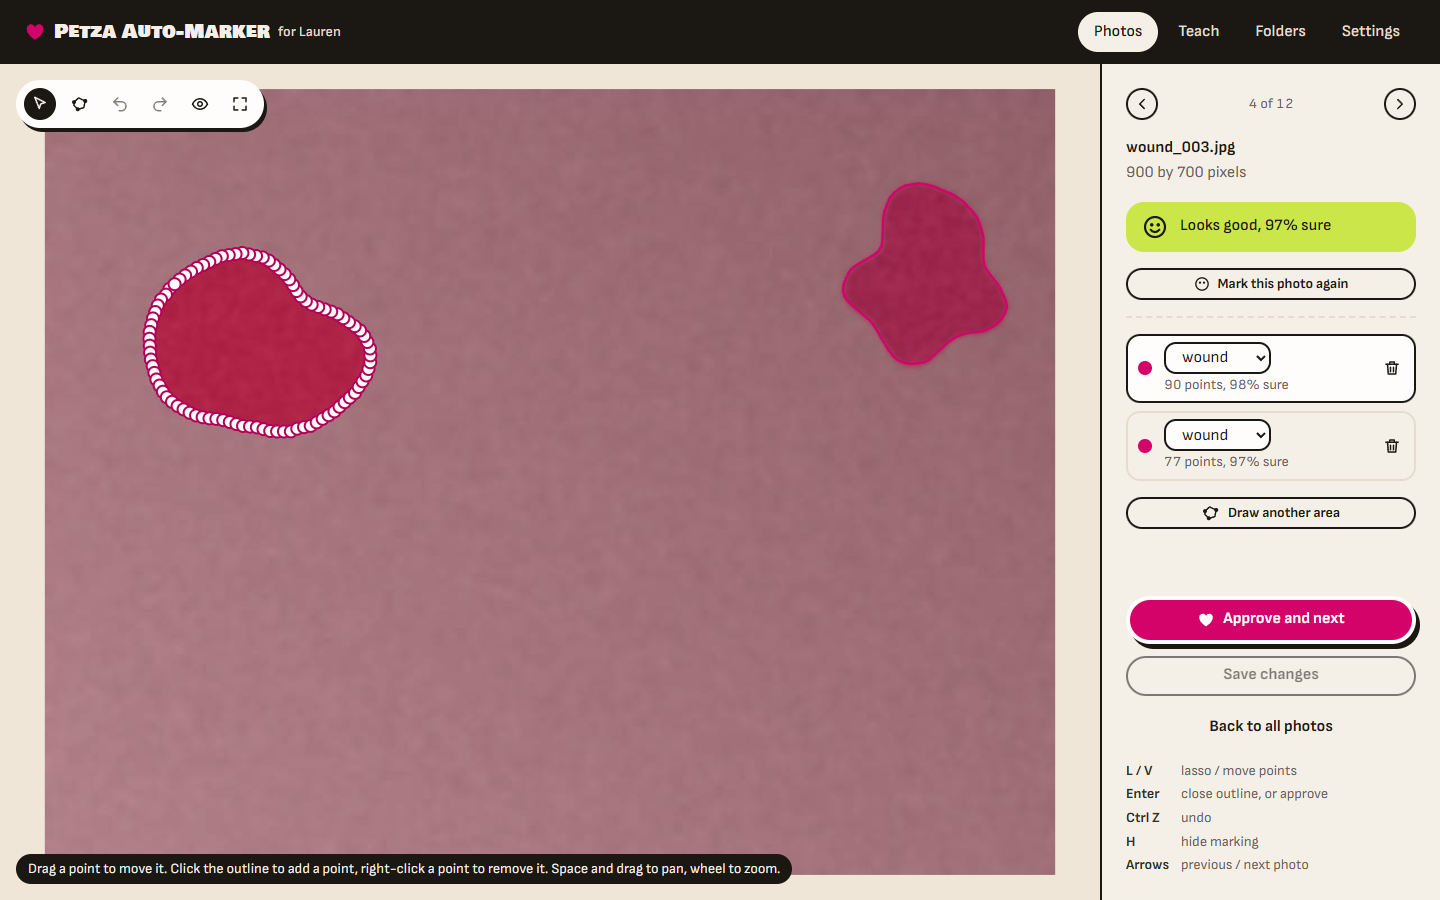 Petza Auto-Marker for Lauren
Photos
Teach
Folders
Settings
4 of 12
wound_003.jpg
900 by 700 pixels
Looks good, 97% sure
Mark this photo again
wound
90 points, 98% sure
wound
77 points, 97% sure
Draw another area
Approve and next
Save changes
Back to all photos
L / V lasso / move points
Enter close outline, or approve
Ctrl Z undo
H hide marking
Arrows previous / next photo
Drag a point to move it. Click the outline to add a point, right-click a point to remove it. Space and drag to pan, wheel to zoom.